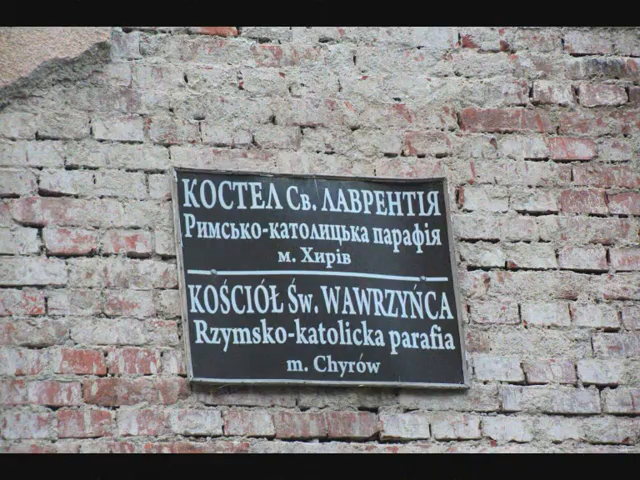 КОСТЕЛ Св. ЛАВРЕНТІЯ
Римсько-католицька парафія
м. Хирів
KOŚCIÓŁ Św. WAWRZYŃCA
Rzymsko-katolicka parafia
m. Chyrów